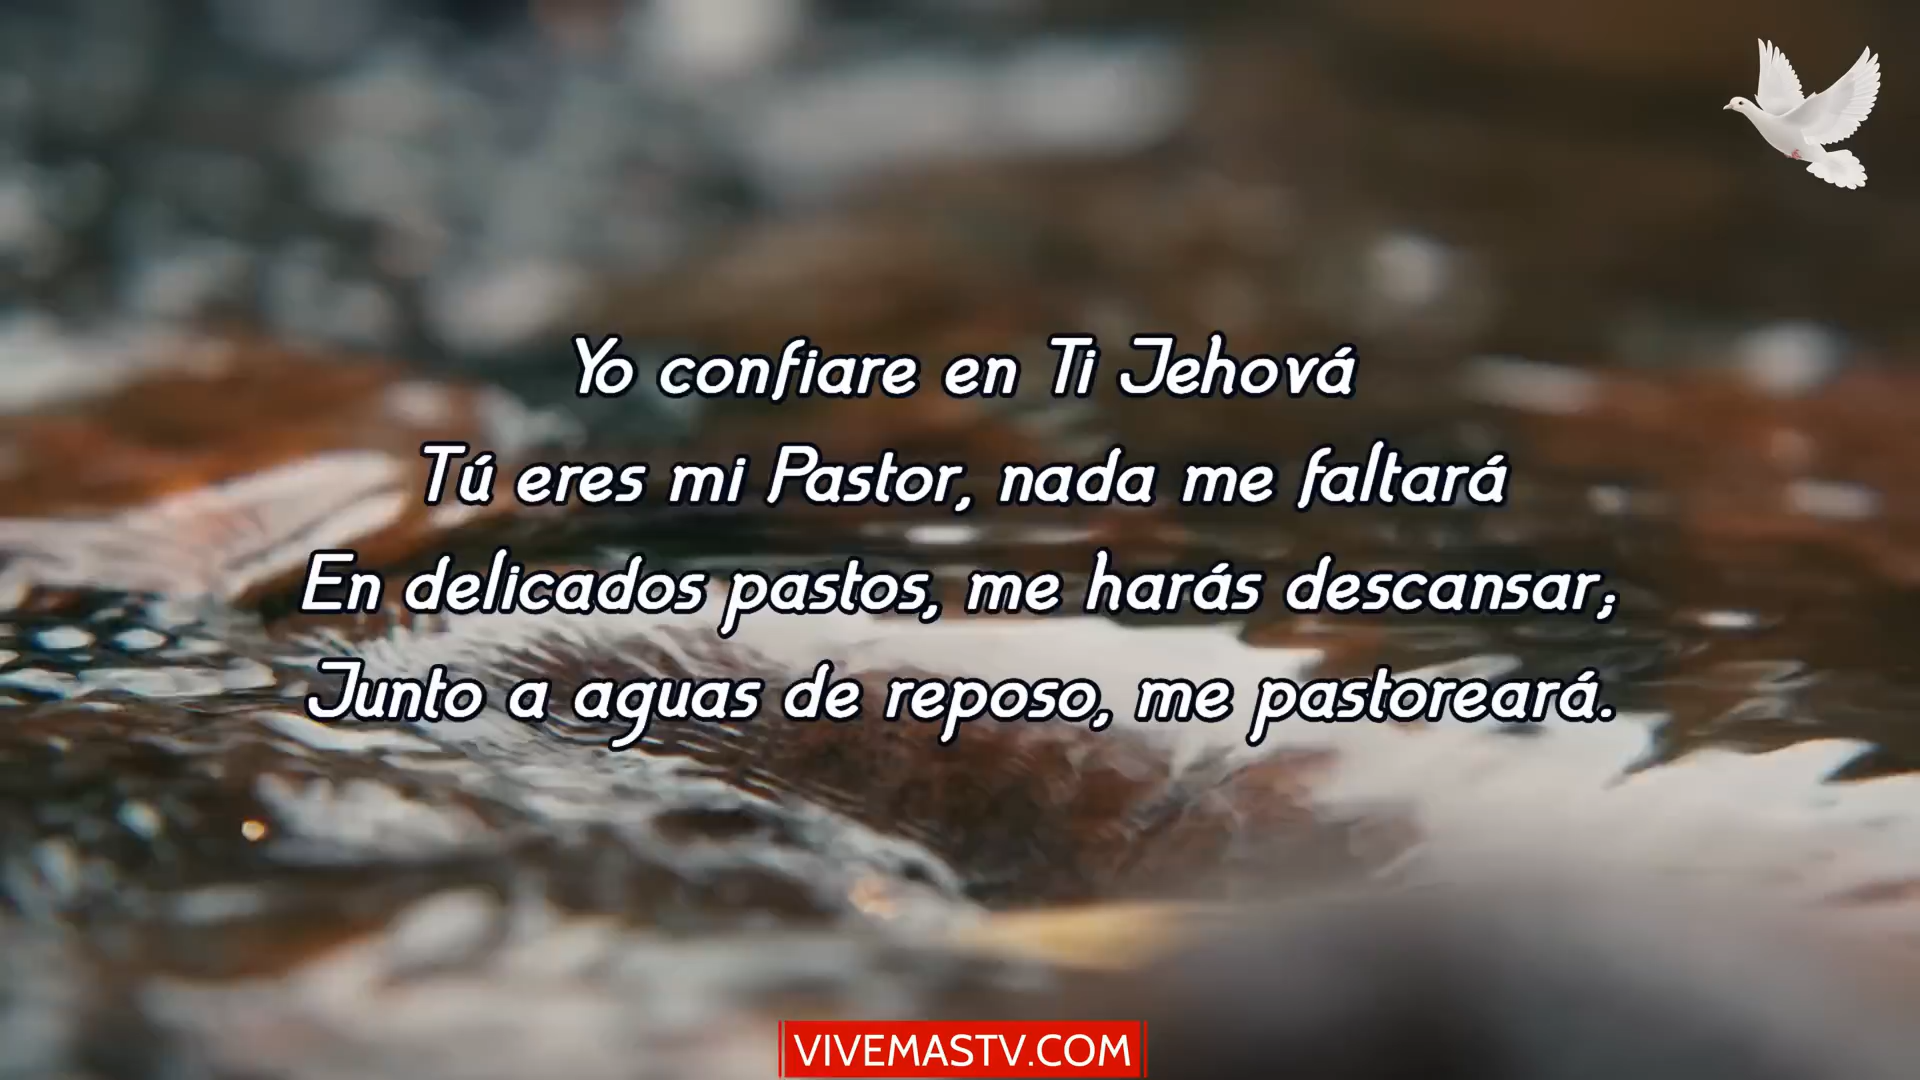 Yo confiare en Ti Jehová
Tú eres mi Pastor, nada me faltará
En delicados pastos, me harás descansar;
Junto a aguas de reposo, me pastoreará.
VIVEMASTV.COM